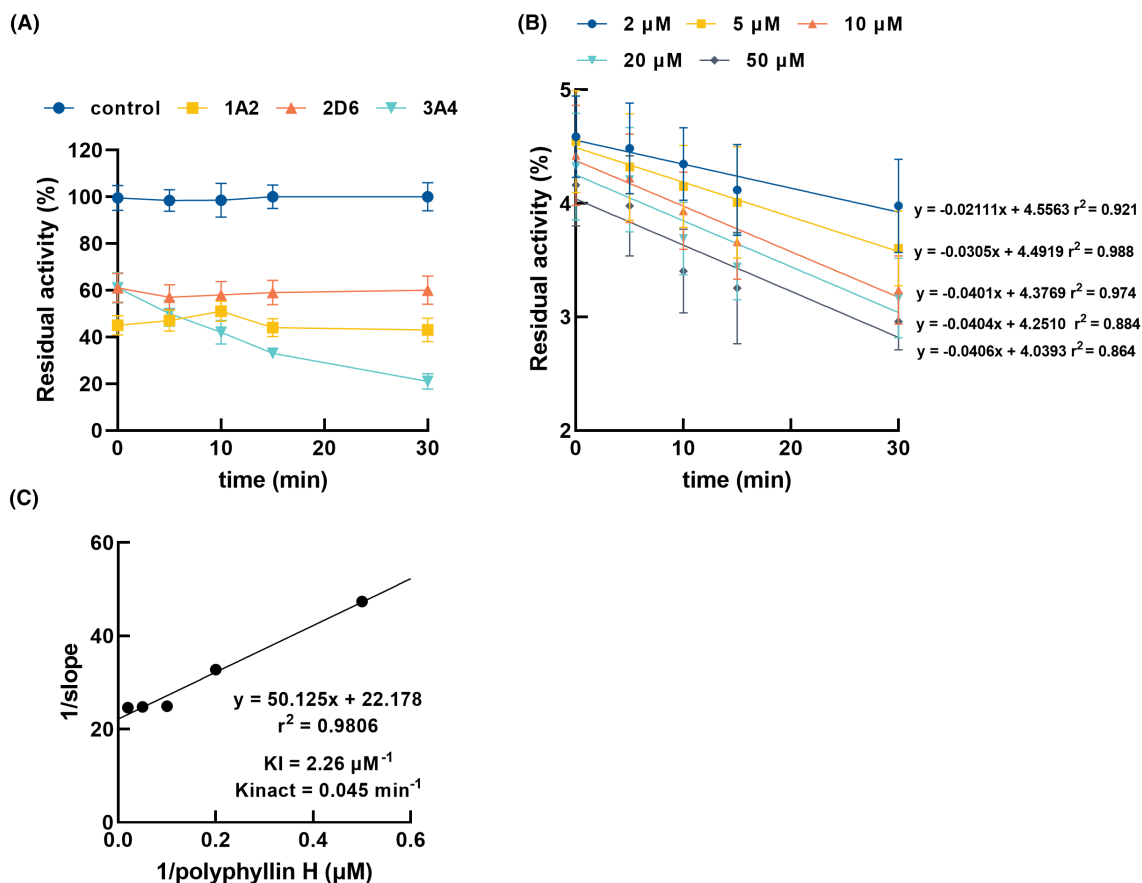 (A)
control 1A2 2D6 3A4
Residual activity (%)
120
100
80
60
40
20
0
0 10 20 30
time (min)
(B)
2 µM 5 µM 10 µM
20 µM 50 µM
Residual activity (%)
5
4
3
2
0 10 20 30
time (min)
y = -0.02111x + 4.5563 r² = 0.921
y = -0.0305x + 4.4919 r² = 0.988
y = -0.0401x + 4.3769 r² = 0.974
y = -0.0404x + 4.2510 r² = 0.884
y = -0.0406x + 4.0393 r² = 0.864
(C)
1/slope
60
40
20
0
0.0 0.2 0.4 0.6
1/polyphyllin H (µM)
y = 50.125x + 22.178
r² = 0.9806
KI = 2.26 µM⁻¹
Kinact = 0.045 min⁻¹